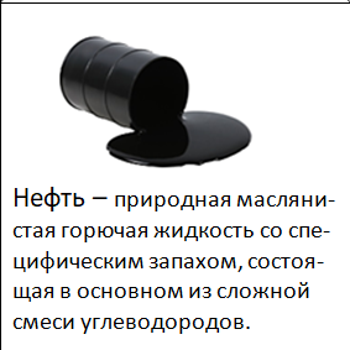 Нефть – природная масляни-
стая горючая жидкость со спе-
цифическим запахом, состоя-
щая в основном из сложной
смеси углеводородов.